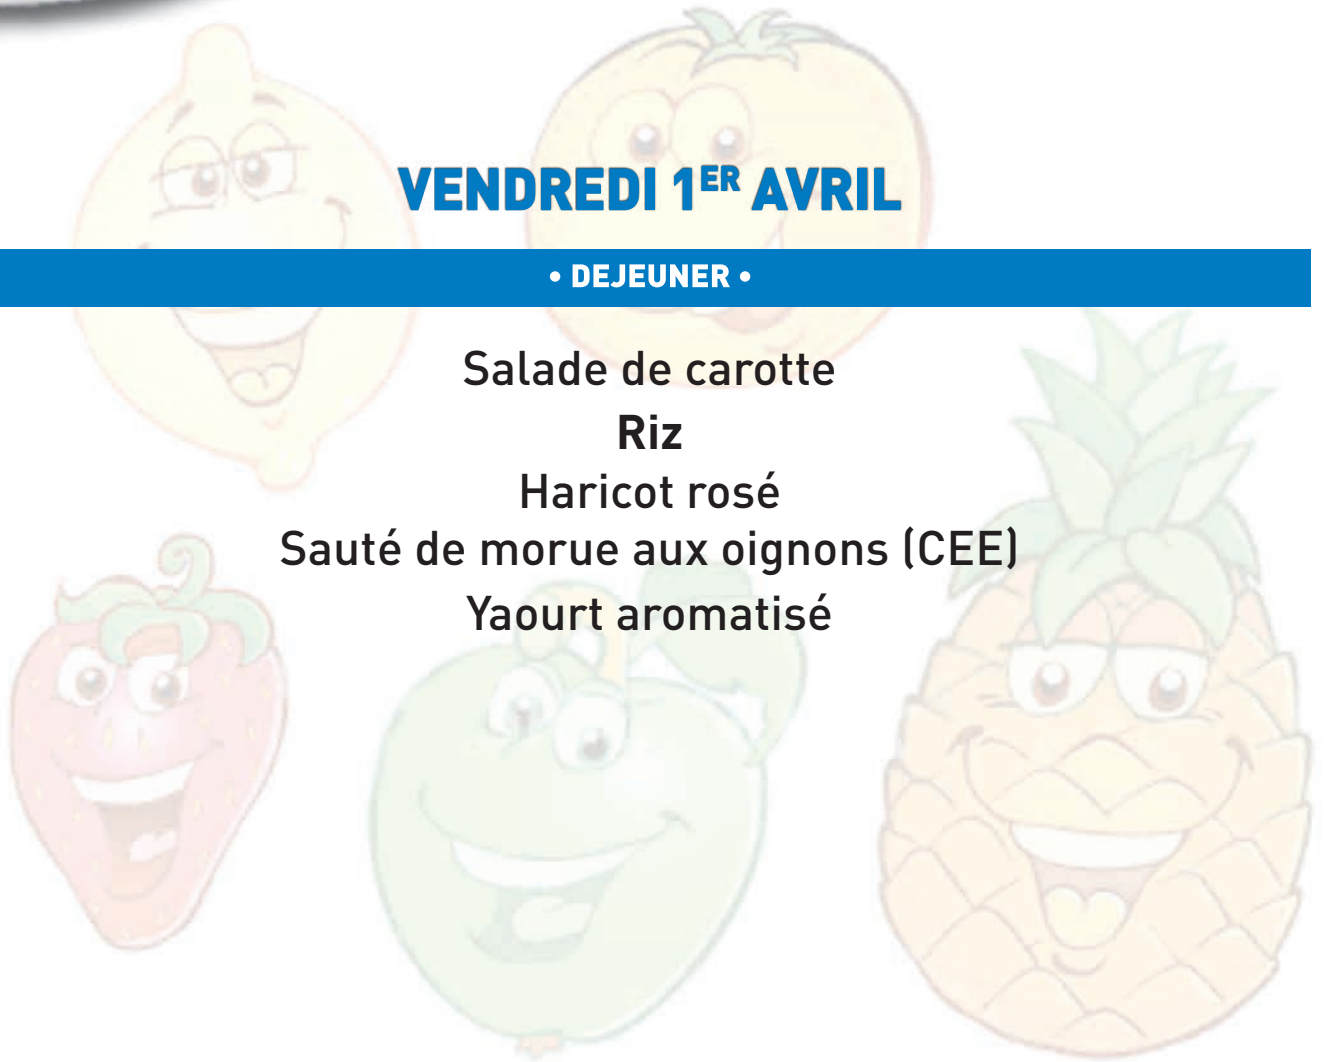 VENDREDI 1ER AVRIL
• DEJEUNER •
Salade de carotte
Riz
Haricot rosé
Sauté de morue aux oignons (CEE)
Yaourt aromatisé